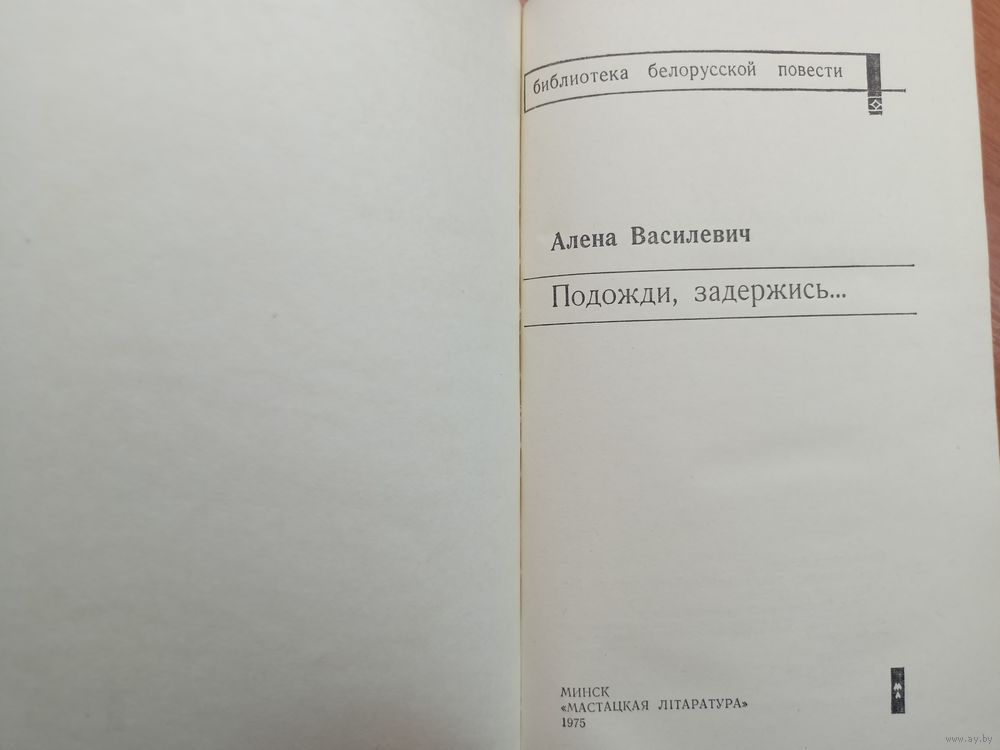 библиотека белорусской повести
Алена Василевич
Подожди, задержись...
МИНСК
«МАСТАЦКАЯ ЛІТАРАТУРА»
1975
www.ay.by